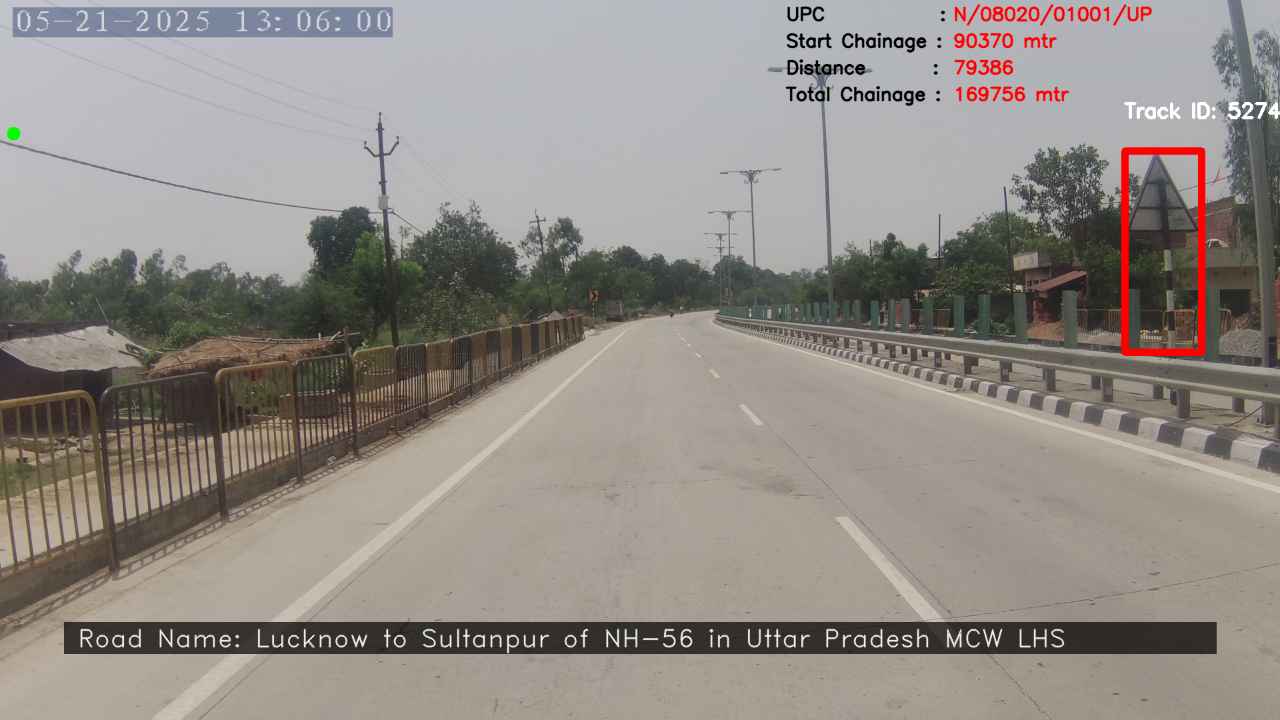 05-21-2025 13:06:00
UPC : N/08020/01001/UP
Start Chainage : 90370 mtr
Distance : 79386
Total Chainage : 169756 mtr
Track ID: 5274
Road Name: Lucknow to Sultanpur of NH-56 in Uttar Pradesh MCW LHS